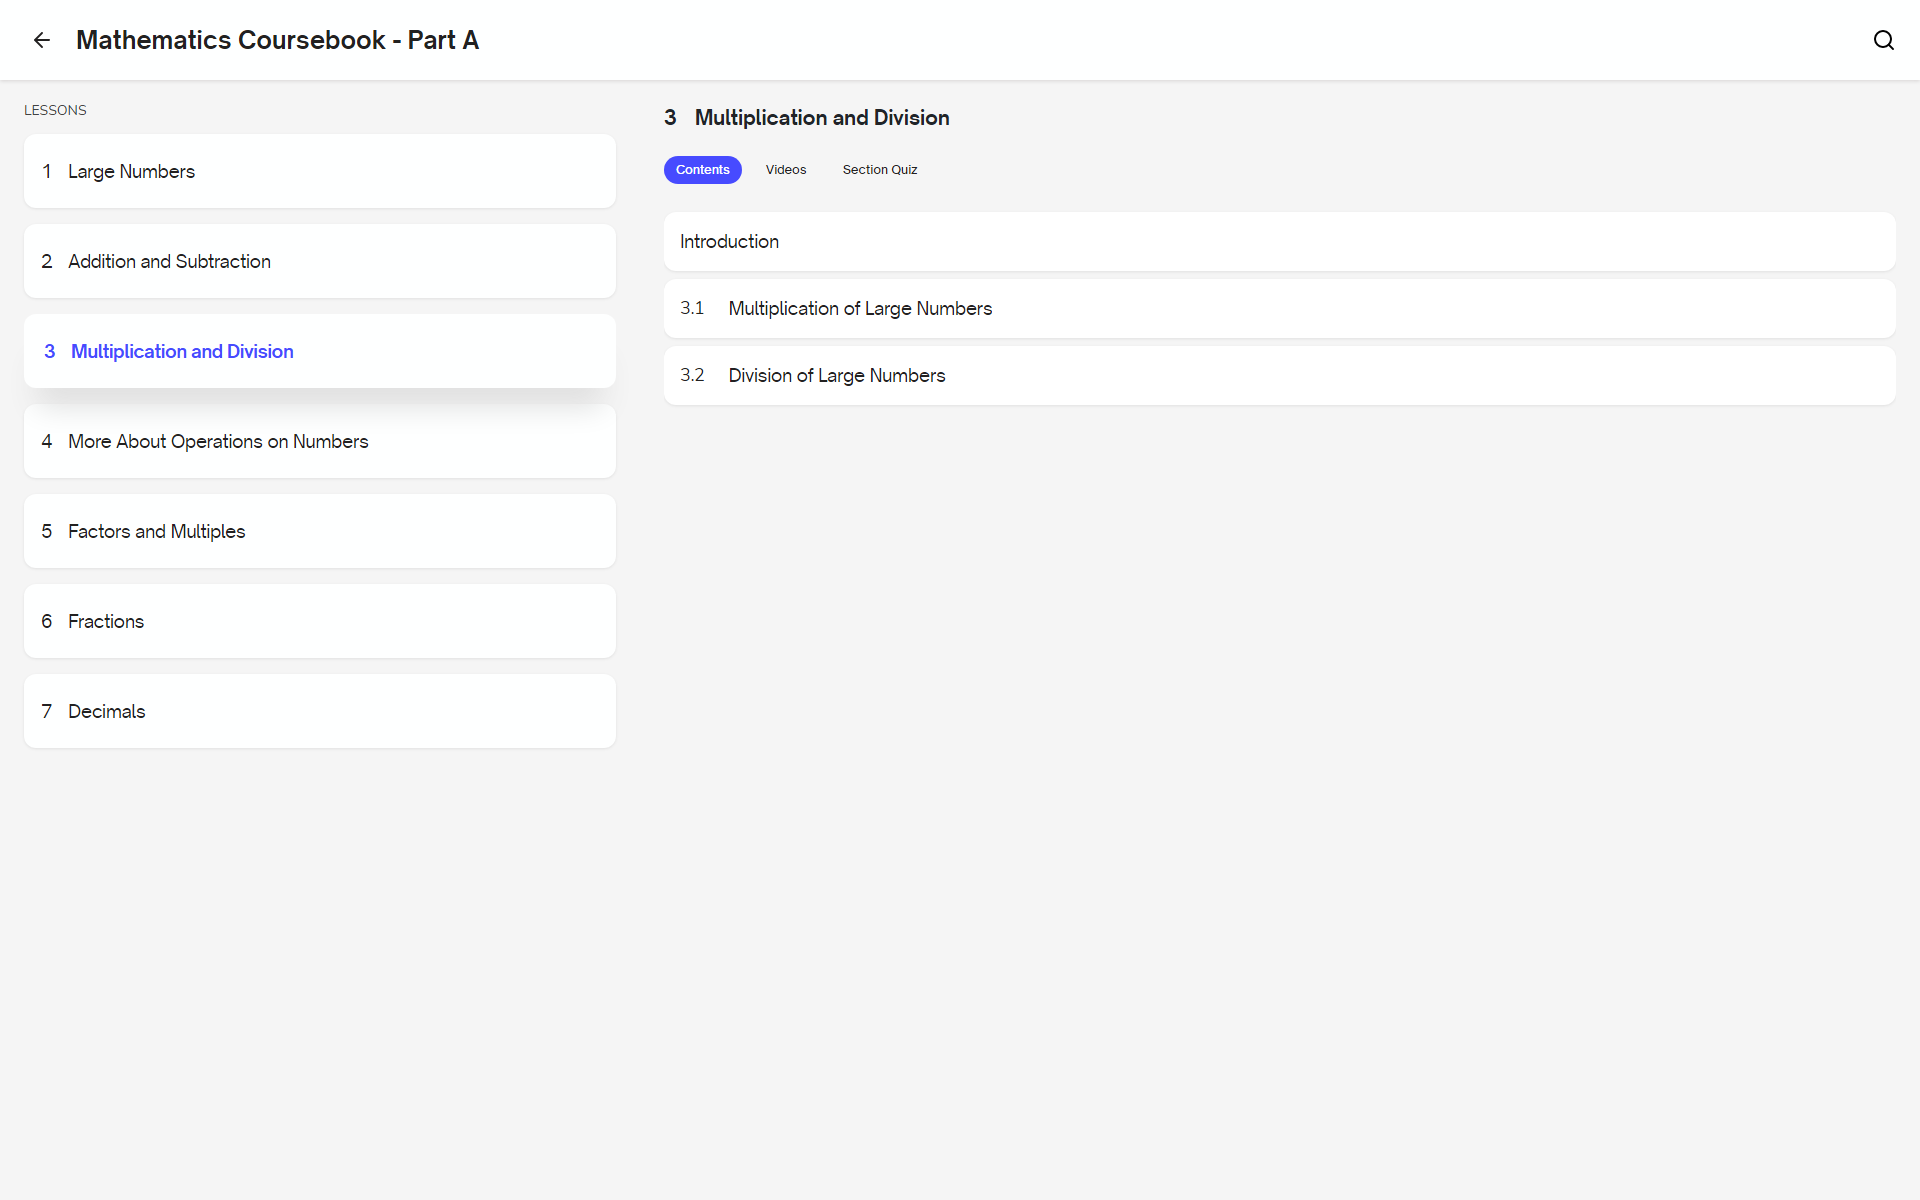 Mathematics Coursebook - Part A
LESSONS
1 Large Numbers
2 Addition and Subtraction
3 Multiplication and Division
4 More About Operations on Numbers
5 Factors and Multiples
6 Fractions
7 Decimals
3 Multiplication and Division
Contents Videos Section Quiz
Introduction
3.1 Multiplication of Large Numbers
3.2 Division of Large Numbers